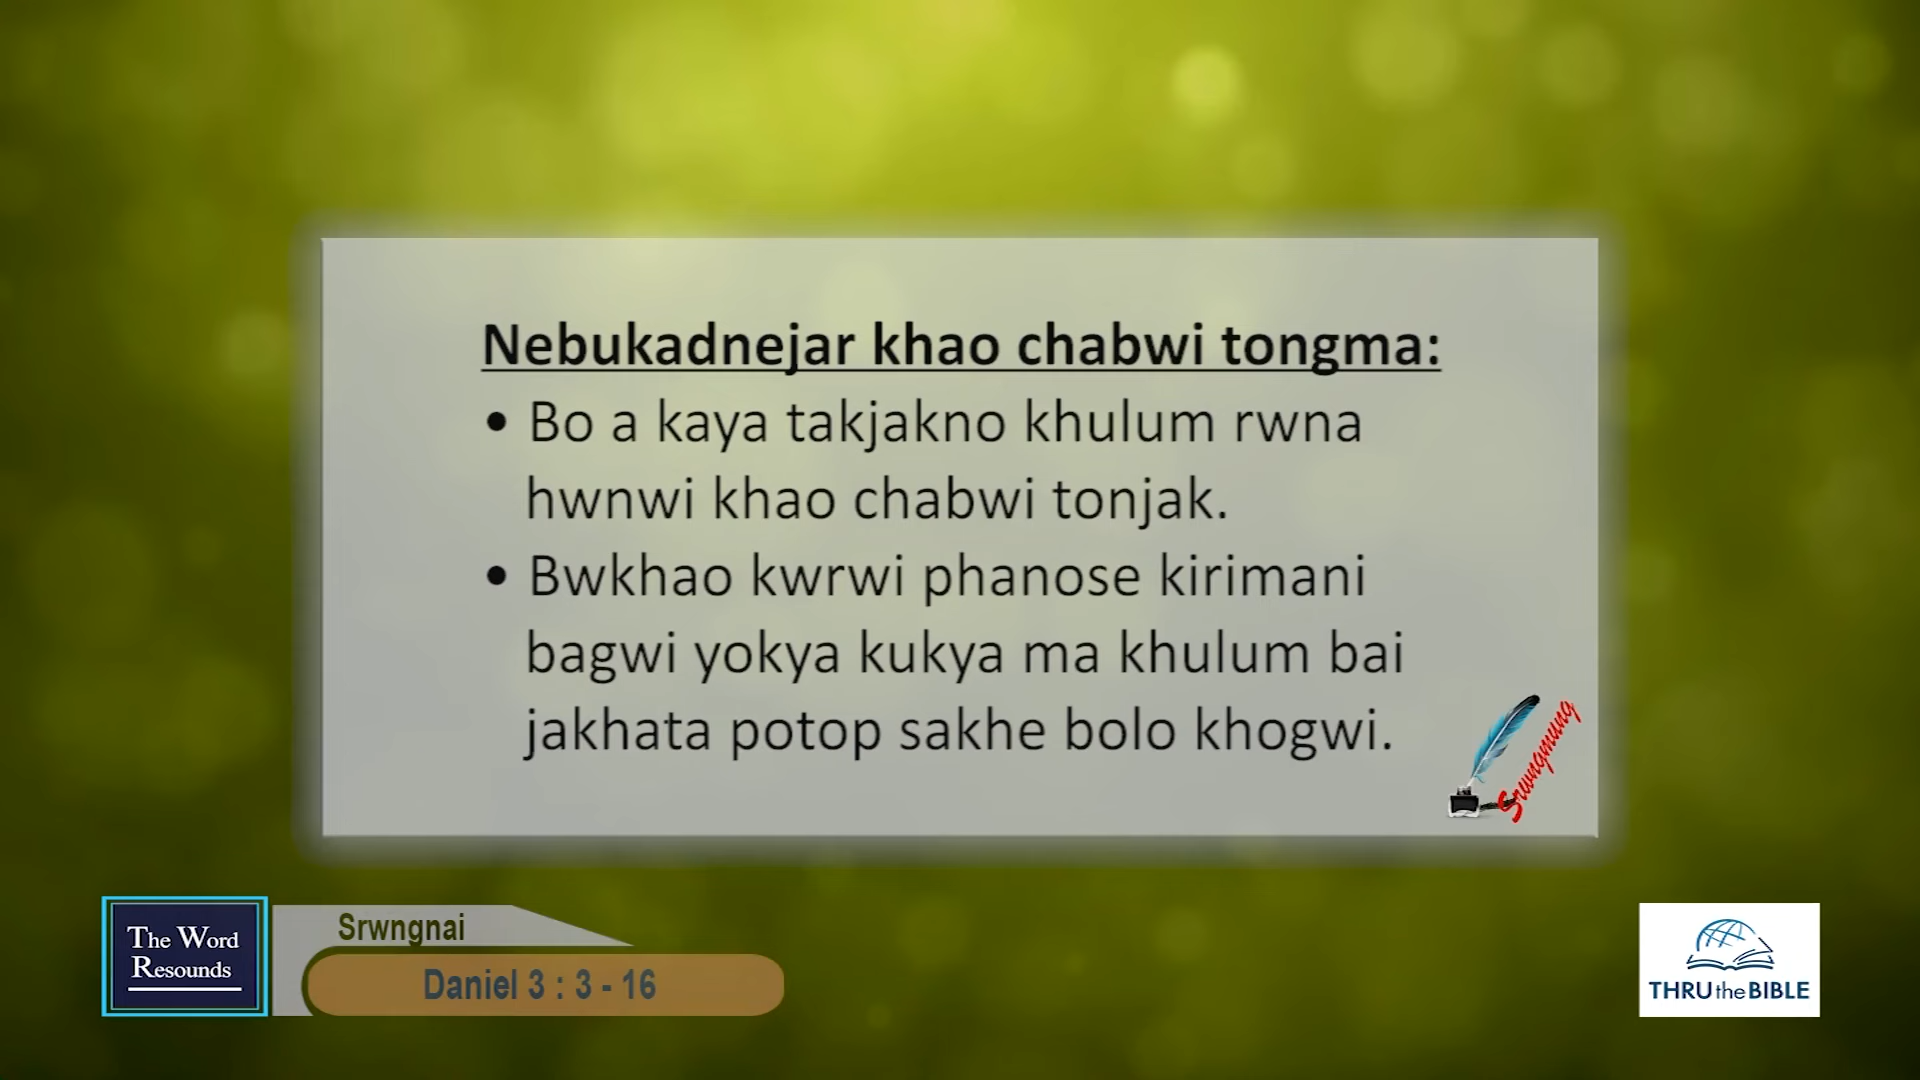 Nebukadnejar khao chabwi tongma:
• Bo a kaya takjakno khulum rwna
hwnwi khao chabwi tonjak.
• Bwkhao kwrwi phanose kirimani
bagwi yokya kukya ma khulum bai
jakhata potop sakhe bolo khogwi.
Srwngmung
The Word
Resounds
Srwngnai
Daniel 3 : 3 - 16
THRU the BIBLE